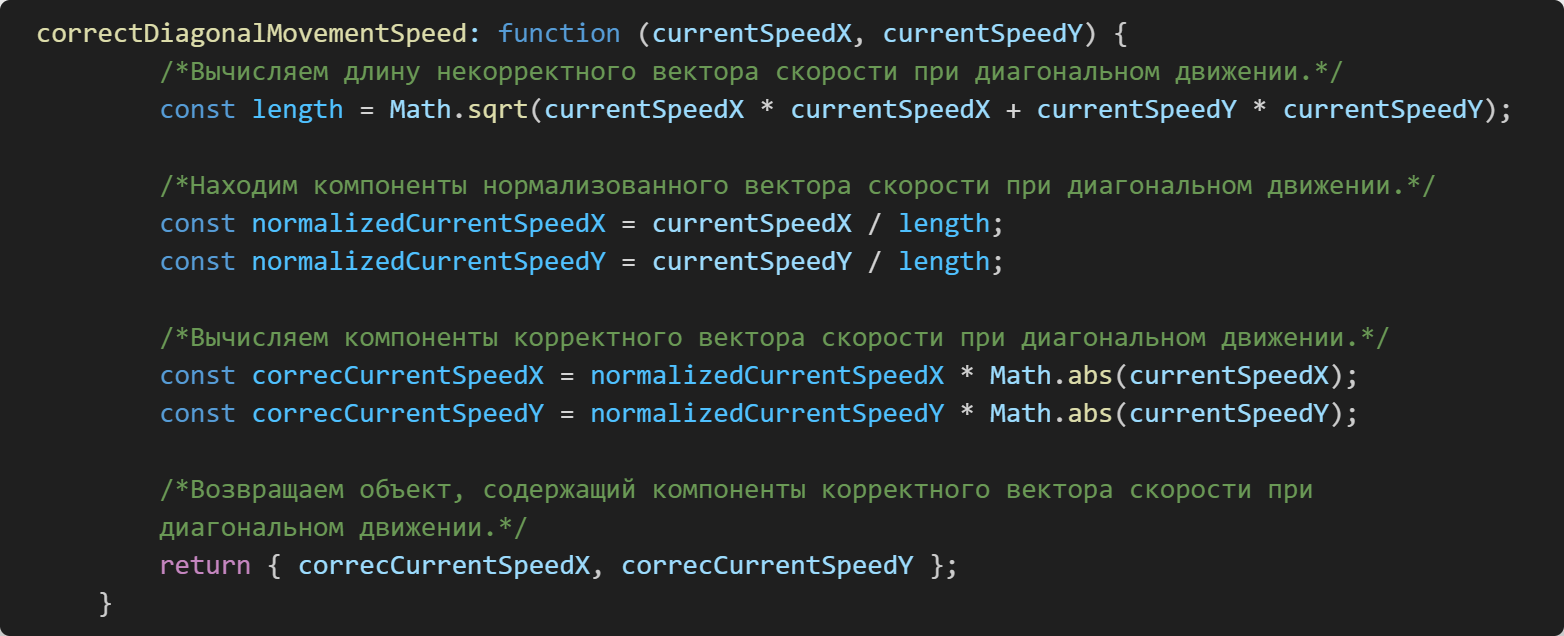 correctDiagonalMovementSpeed: function (currentSpeedX, currentSpeedY) {
/*Вычисляем длину некорректного вектора скорости при диагональном движении.*/
const length = Math.sqrt(currentSpeedX * currentSpeedX + currentSpeedY * currentSpeedY);
/*Находим компоненты нормализованного вектора скорости при диагональном движении.*/
const normalizedCurrentSpeedX = currentSpeedX / length;
const normalizedCurrentSpeedY = currentSpeedY / length;
/*Вычисляем компоненты корректного вектора скорости при диагональном движении.*/
const correcCurrentSpeedX = normalizedCurrentSpeedX * Math.abs(currentSpeedX);
const correcCurrentSpeedY = normalizedCurrentSpeedY * Math.abs(currentSpeedY);
/*Возвращаем объект, содержащий компоненты корректного вектора скорости при
диагональном движении.*/
return { correcCurrentSpeedX, correcCurrentSpeedY };
}